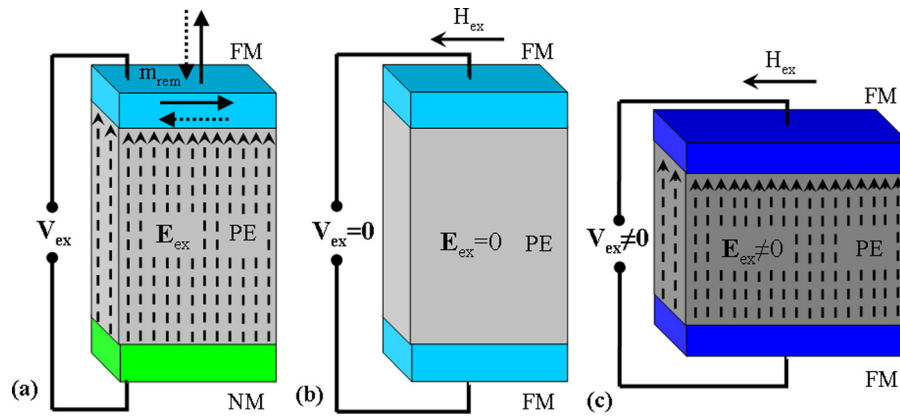 FM
m_rem
V_ex
E_ex PE
(a)
NM
H_ex
FM
V_ex=0
E_ex=0 PE
(b)
FM
H_ex
FM
V_ex≠0
E_ex≠0 PE
(c)
FM